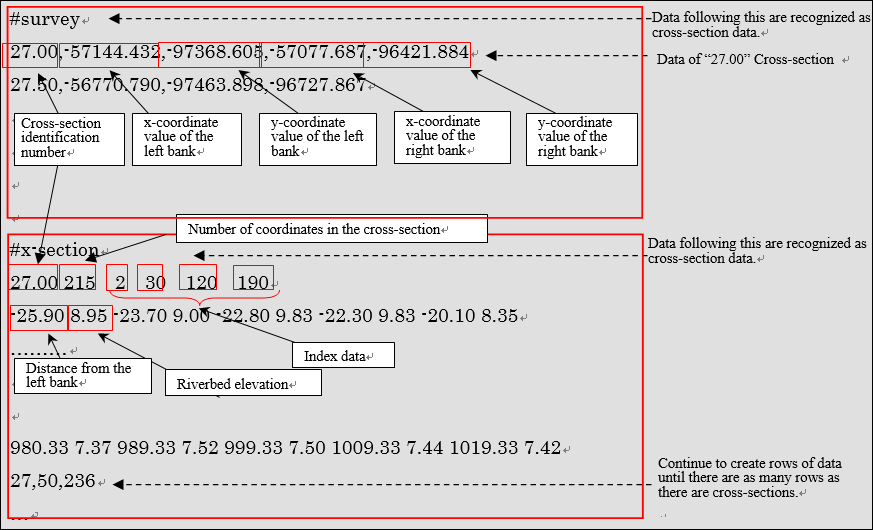 #survey
Data following this are recognized as
cross-section data.
27.00,-57144.432,-97368.605,-57077.687,-96421.884
Data of “27.00” Cross-section
27.50,-56770.790,-97463.898,-96727.867
Cross-section
identification
number
x-coordinate
value of the
left bank
y-coordinate
value of the left
bank
x-coordinate
value of the
right bank
y-coordinate
value of the
right bank
Number of coordinates in the cross-section
#x-section
Data following this are recognized as
cross-section data.
27.00 215 2 30 120 190
-25.90 8.95 -23.70 9.00 -22.80 9.83 -22.30 9.83 -20.10 8.35
.........
Index data
Distance from the
left bank
Riverbed elevation
980.33 7.37 989.33 7.52 999.33 7.50 1009.33 7.44 1019.33 7.42
27,50,236
Continue to create rows of data
until there are as many rows as
there are cross-sections.
...